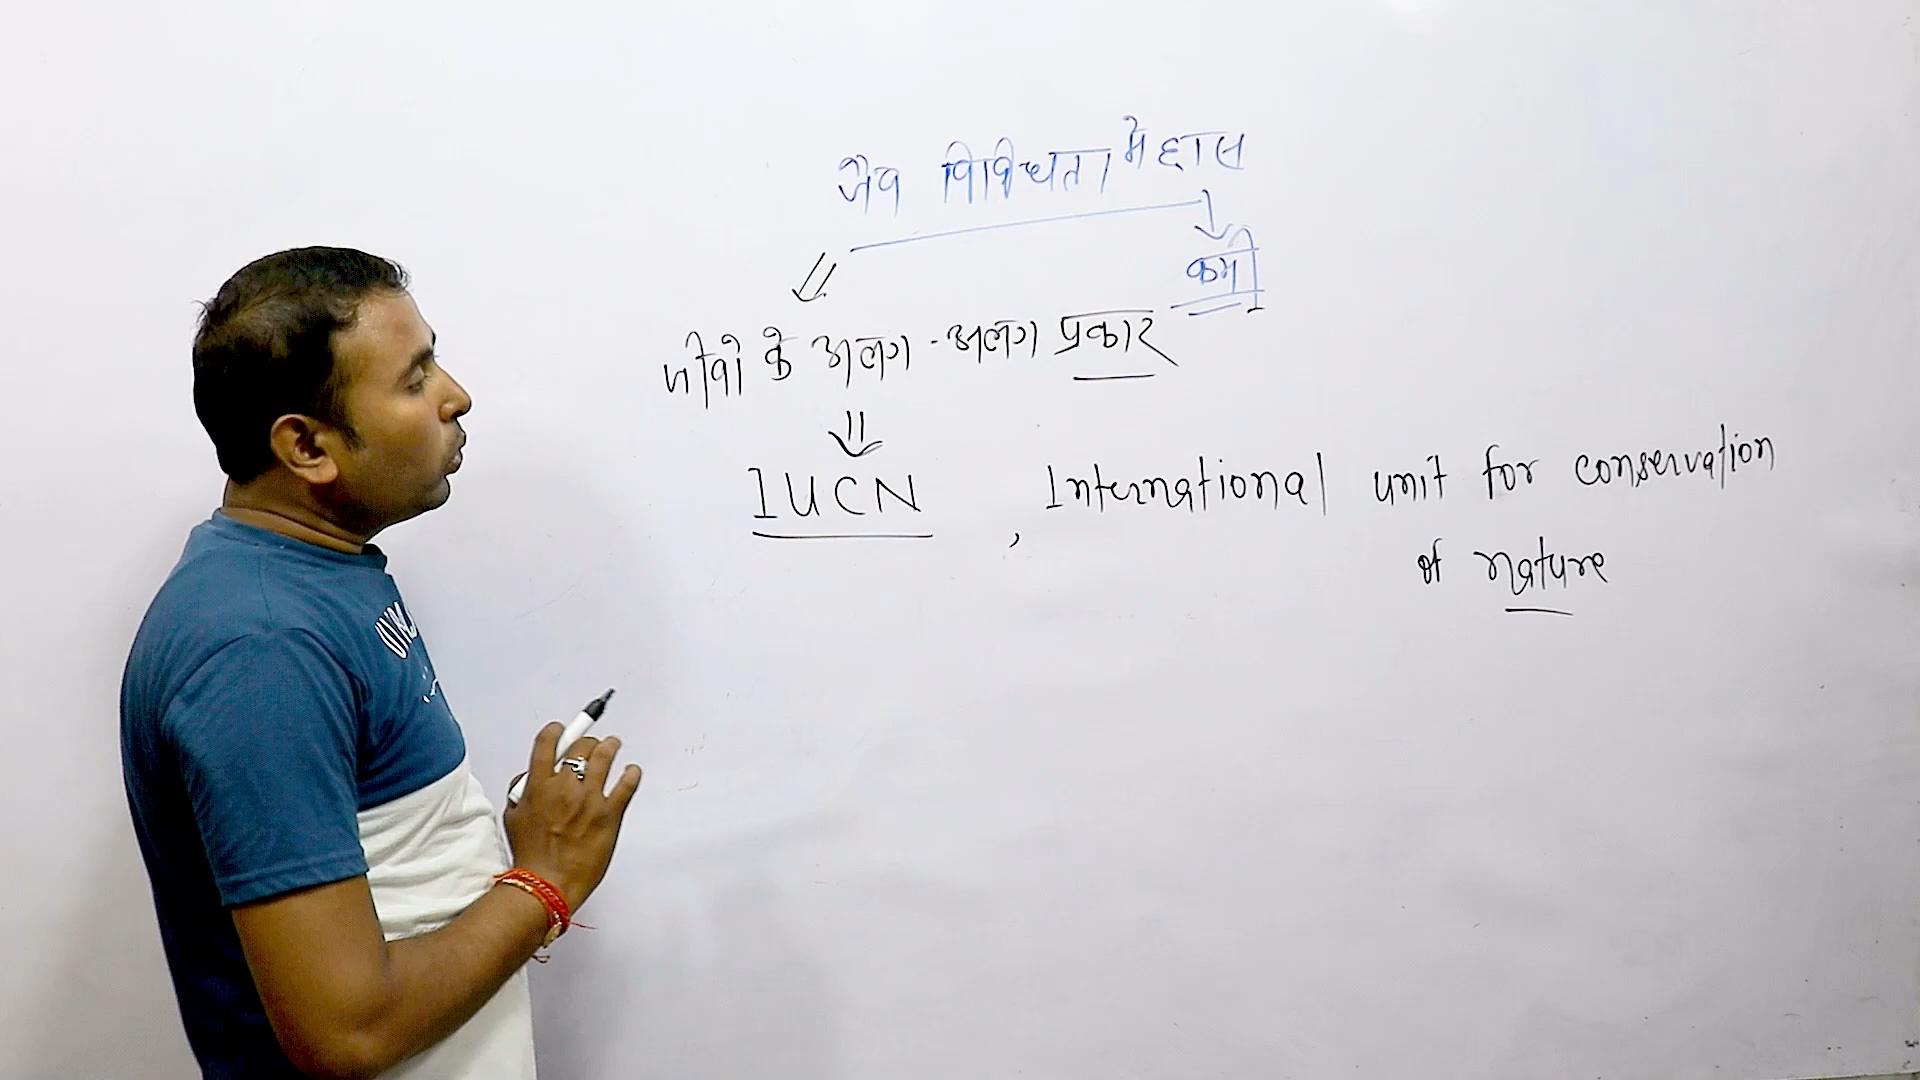 जैव विविधता में ह्रास
कमी
जीवों के अलग-अलग प्रकार
IUCN , International unit for conservation
of nature